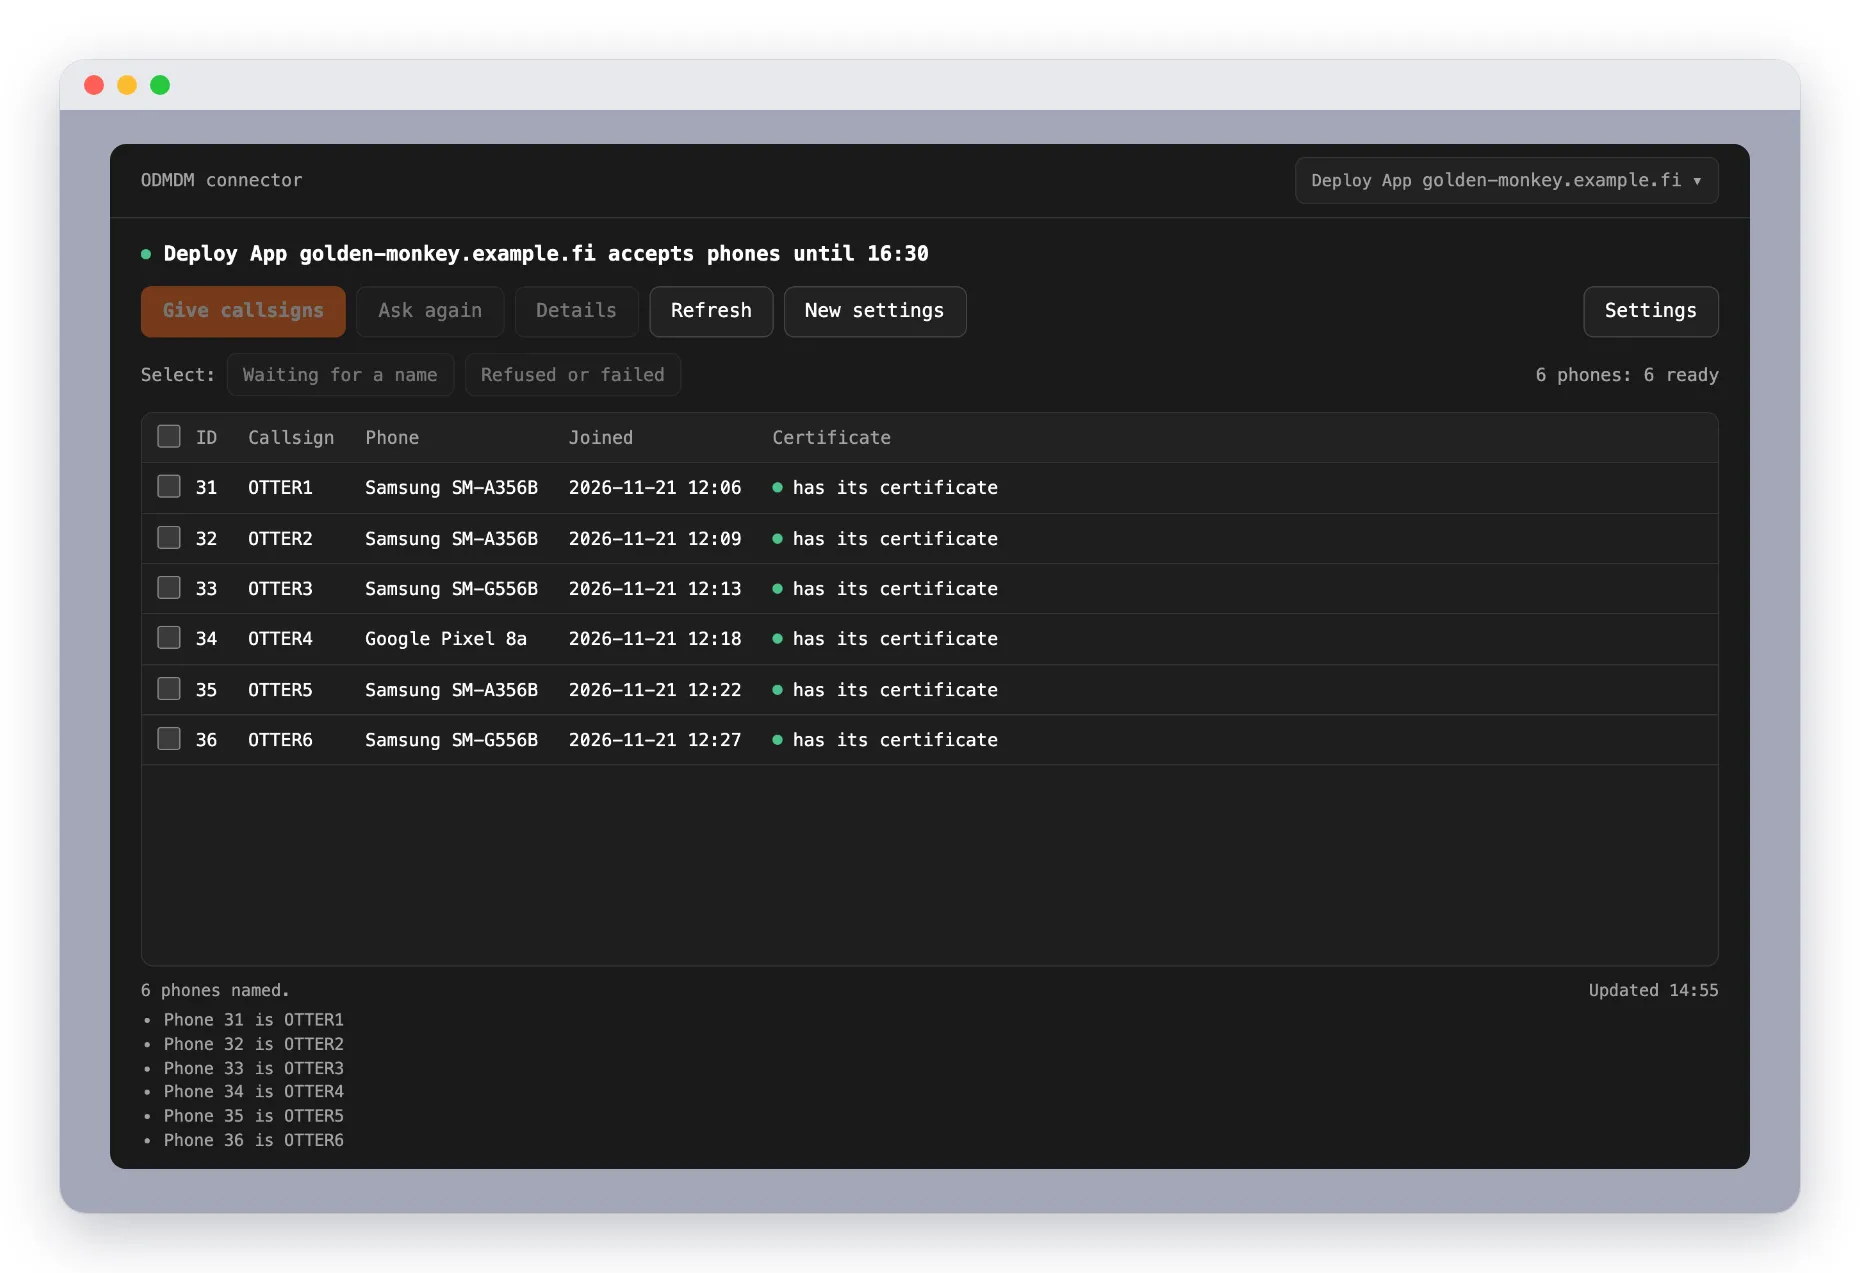 ODMDM connector
Deploy App golden-monkey.example.fi ▾
Deploy App golden-monkey.example.fi accepts phones until 16:30
Give callsigns Ask again Details Refresh New settings Settings
Select: Waiting for a name Refused or failed 6 phones: 6 ready
ID Callsign Phone Joined Certificate
31 OTTER1 Samsung SM-A356B 2026-11-21 12:06 has its certificate
32 OTTER2 Samsung SM-A356B 2026-11-21 12:09 has its certificate
33 OTTER3 Samsung SM-G556B 2026-11-21 12:13 has its certificate
34 OTTER4 Google Pixel 8a 2026-11-21 12:18 has its certificate
35 OTTER5 Samsung SM-A356B 2026-11-21 12:22 has its certificate
36 OTTER6 Samsung SM-G556B 2026-11-21 12:27 has its certificate
6 phones named. Updated 14:55
• Phone 31 is OTTER1
• Phone 32 is OTTER2
• Phone 33 is OTTER3
• Phone 34 is OTTER4
• Phone 35 is OTTER5
• Phone 36 is OTTER6